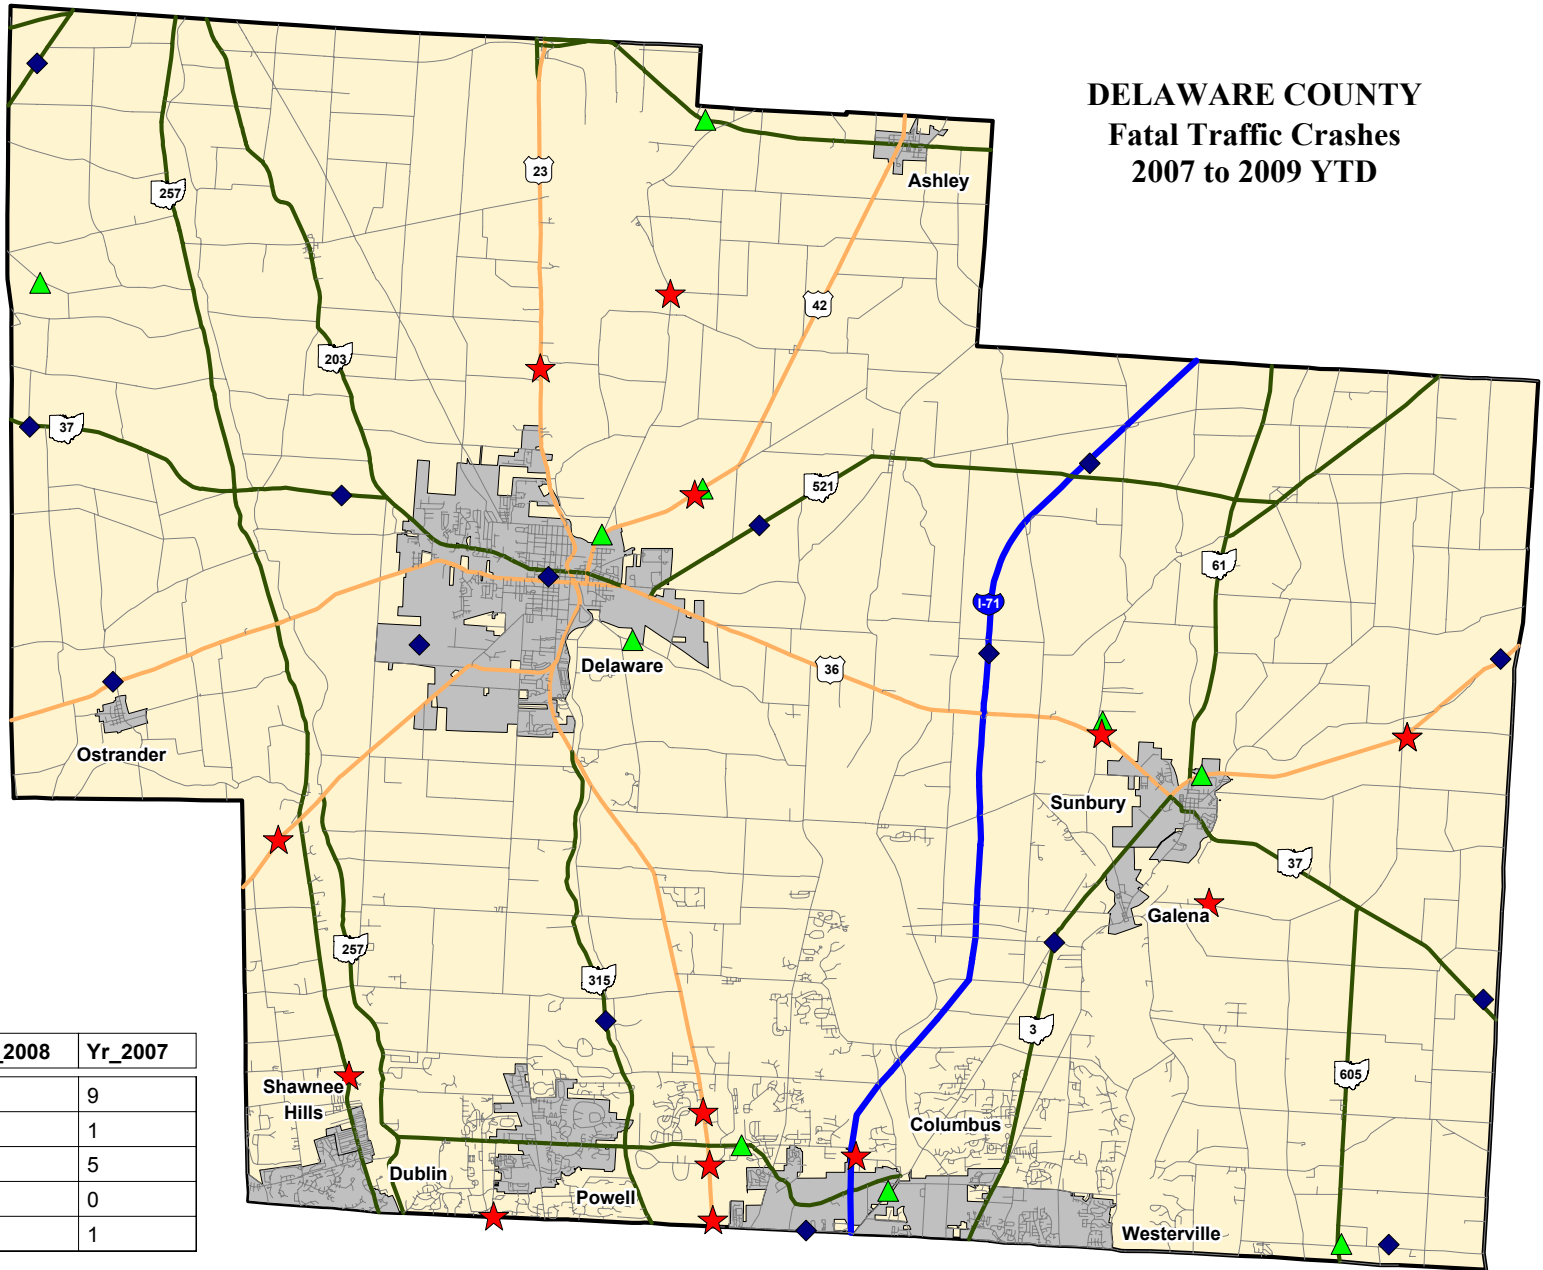 DELAWARE COUNTY
Fatal Traffic Crashes
2007 to 2009 YTD
23
Ashley
257
42
203
37
521
61
I-71
Delaware
36
Ostrander
Sunbury
37
Galena
257
315
3
_2008 Yr_2007
9
1
5
0
1
605
Shawnee
Hills
Columbus
Dublin
Powell
Westerville